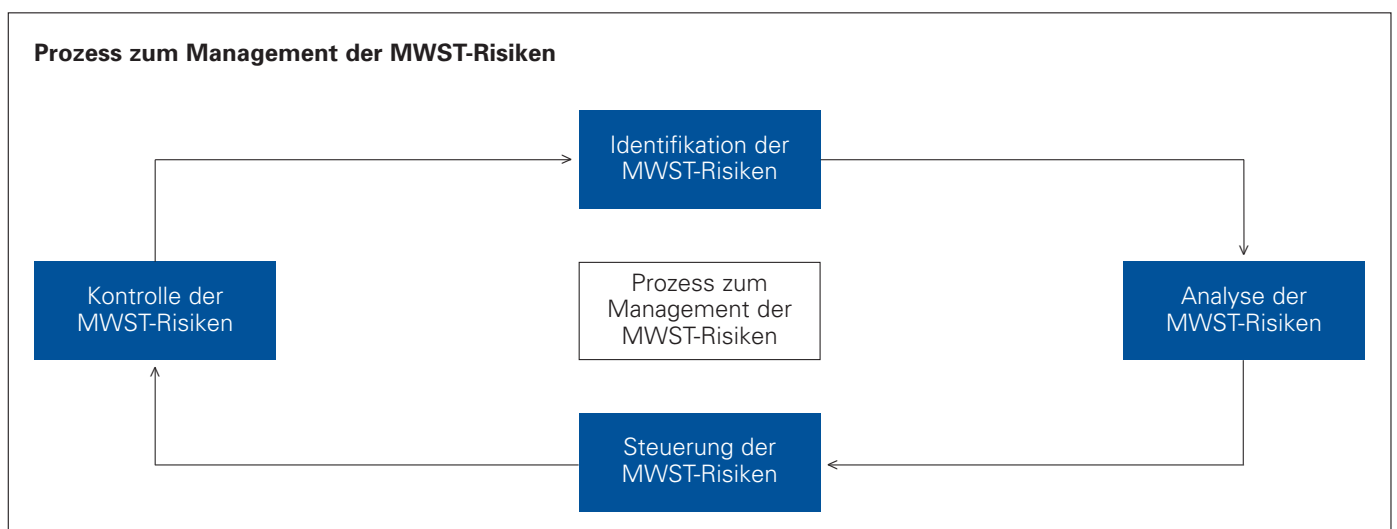 Prozess zum Management der MWST-Risiken
Identifikation der
MWST-Risiken
Kontrolle der
MWST-Risiken
Prozess zum
Management der
MWST-Risiken
Analyse der
MWST-Risiken
Steuerung der
MWST-Risiken